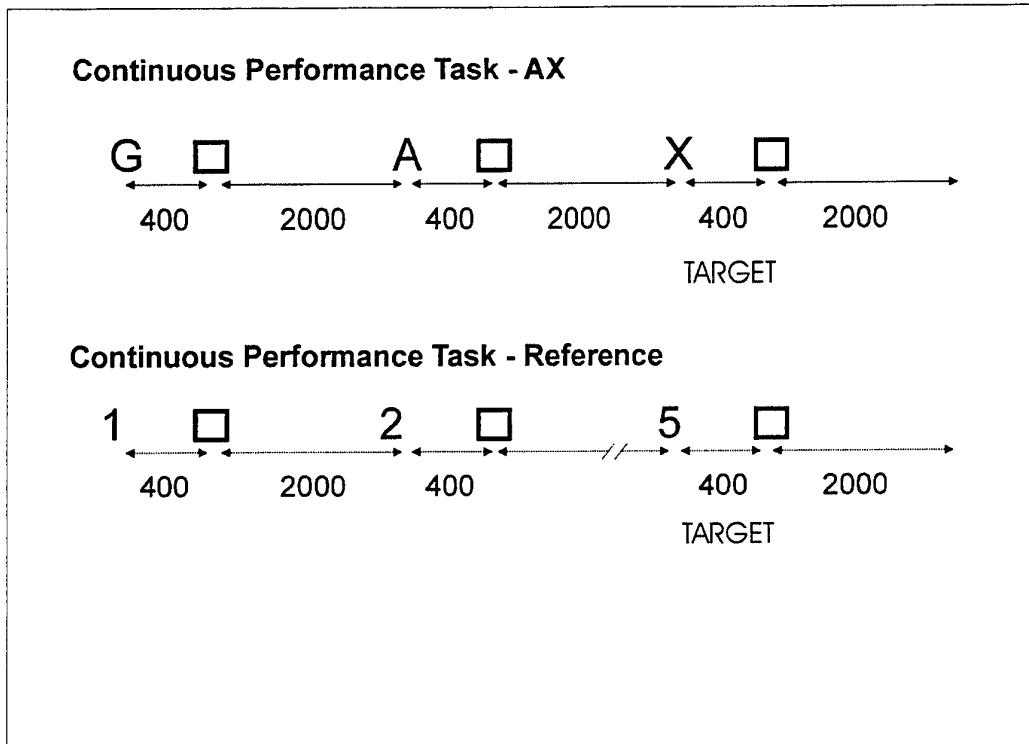 Continuous Performance Task - AX
G A X
400 2000 400 2000 400 2000
TARGET
Continuous Performance Task - Reference
1 2 5
400 2000 400 400 2000
TARGET